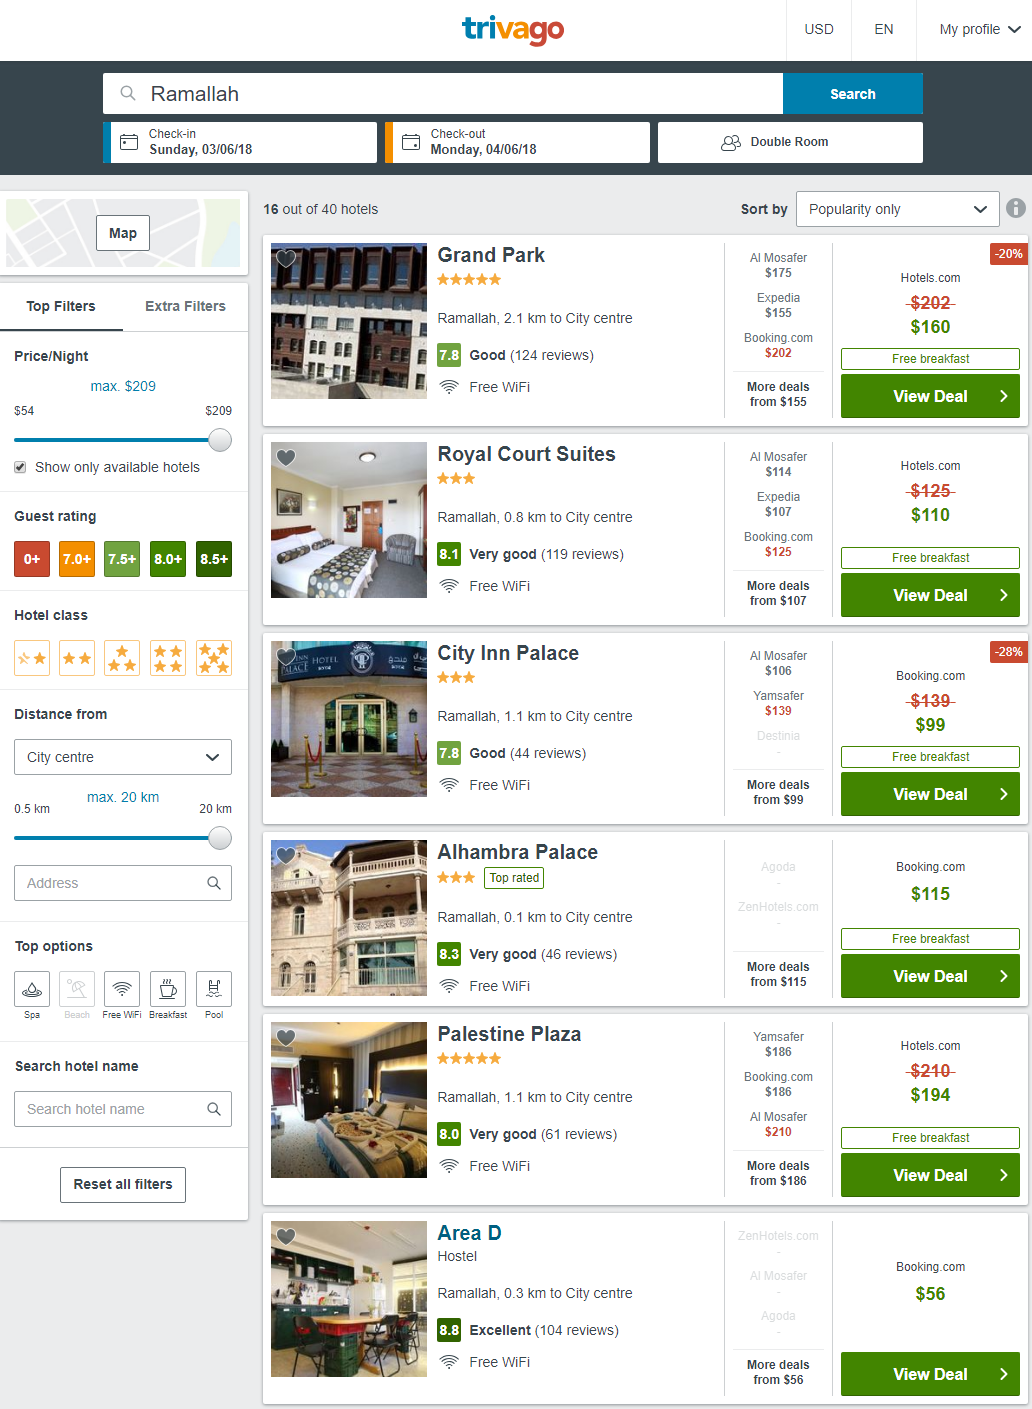 trivago
USD
EN
My profile
Ramallah
Search
Check-in
Sunday, 03/06/18
Check-out
Monday, 04/06/18
Double Room
Map
Top Filters
Extra Filters
Price/Night
max. $209
$54
$209
Show only available hotels
Guest rating
0+
7.0+
7.5+
8.0+
8.5+
Hotel class
Distance from
City centre
max. 20 km
0.5 km
20 km
Address
Top options
Spa
Beach
Free WiFi
Breakfast
Pool
Search hotel name
Search hotel name
Reset all filters
16 out of 40 hotels
Sort by
Popularity only
Grand Park
Ramallah, 2.1 km to City centre
7.8 Good (124 reviews)
Free WiFi
Al Mosafer
$175
Expedia
$155
Booking.com
$202
More deals
from $155
-20%
Hotels.com
$202
$160
Free breakfast
View Deal
Royal Court Suites
Ramallah, 0.8 km to City centre
8.1 Very good (119 reviews)
Free WiFi
Al Mosafer
$114
Expedia
$107
Booking.com
$125
More deals
from $107
Hotels.com
$125
$110
Free breakfast
View Deal
INN
PALACE
HOTEL
فندق
City Inn Palace
Ramallah, 1.1 km to City centre
7.8 Good (44 reviews)
Free WiFi
Al Mosafer
$106
Yamsafer
$139
Destinia
-
More deals
from $99
-28%
Booking.com
$139
$99
Free breakfast
View Deal
Alhambra Palace
Top rated
Ramallah, 0.1 km to City centre
8.3 Very good (46 reviews)
Free WiFi
Agoda
-
ZenHotels.com
-
More deals
from $115
Booking.com
$115
Free breakfast
View Deal
Palestine Plaza
Ramallah, 1.1 km to City centre
8.0 Very good (61 reviews)
Free WiFi
Yamsafer
$186
Booking.com
$186
Al Mosafer
$210
More deals
from $186
Hotels.com
$210
$194
Free breakfast
View Deal
Area D
Hostel
Ramallah, 0.3 km to City centre
8.8 Excellent (104 reviews)
Free WiFi
ZenHotels.com
-
Al Mosafer
-
Agoda
-
More deals
from $56
Booking.com
$56
View Deal